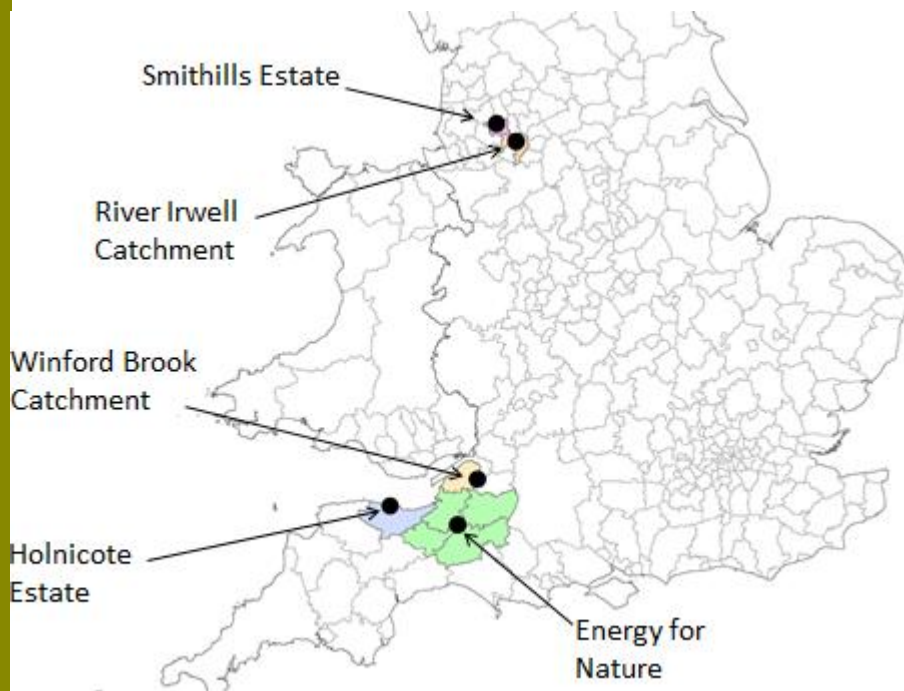 Smithills Estate
River Irwell
Catchment
Winford Brook
Catchment
Holnicote
Estate
Energy for
Nature